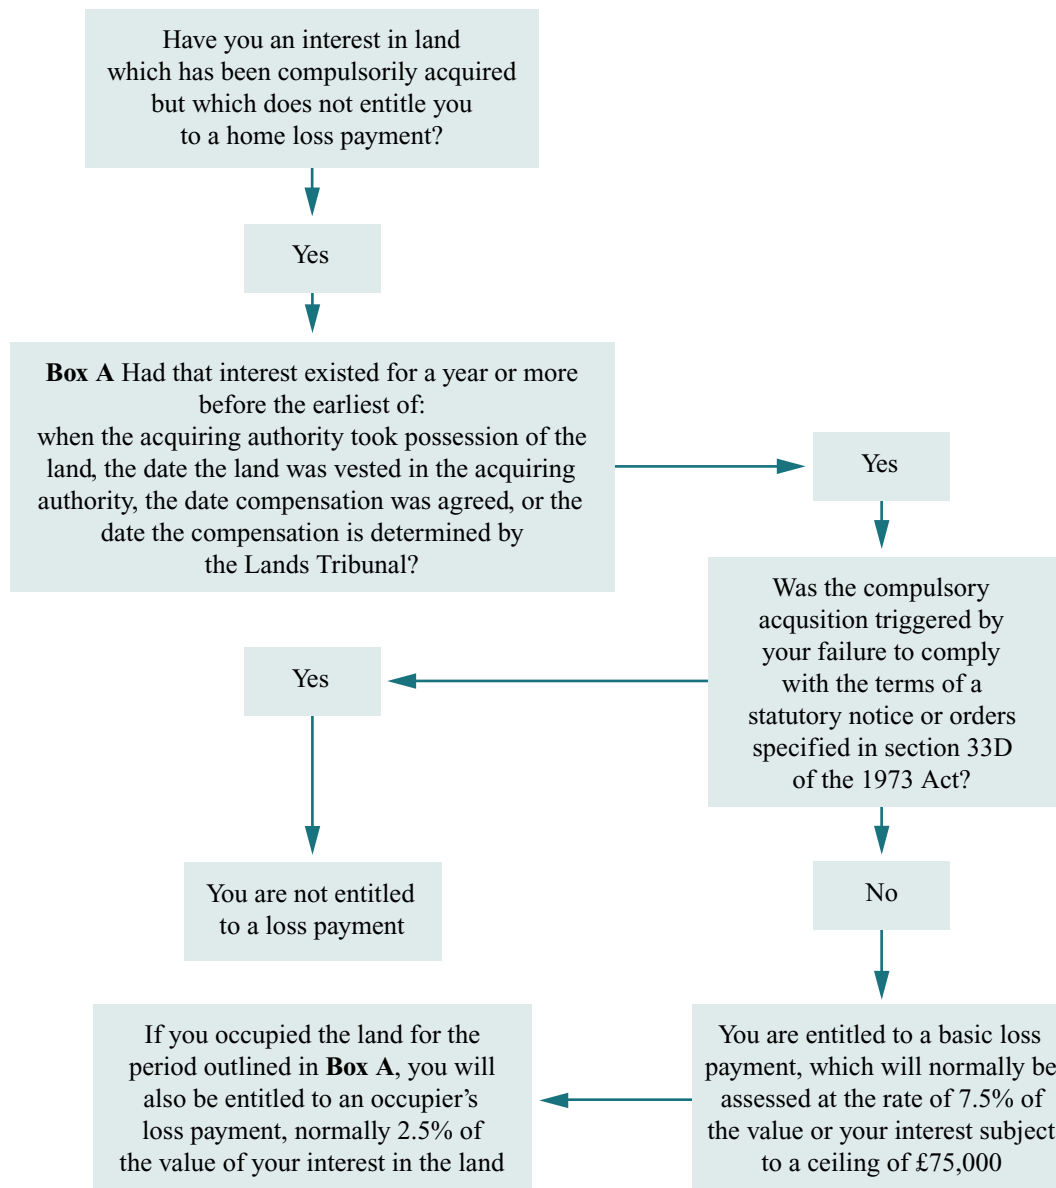 Have you an interest in land
which has been compulsorily acquired
but which does not entitle you
to a home loss payment?
Yes
Box A Had that interest existed for a year or more
before the earliest of:
when the acquiring authority took possession of the
land, the date the land was vested in the acquiring
authority, the date compensation was agreed, or the
date the compensation is determined by
the Lands Tribunal?
Yes
Was the compulsory
acqusition triggered by
your failure to comply
with the terms of a
statutory notice or orders
specified in section 33D
of the 1973 Act?
Yes
You are not entitled
to a loss payment
No
You are entitled to a basic loss
payment, which will normally be
assessed at the rate of 7.5% of
the value or your interest subject
to a ceiling of £75,000
If you occupied the land for the
period outlined in Box A, you will
also be entitled to an occupier’s
loss payment, normally 2.5% of
the value of your interest in the land